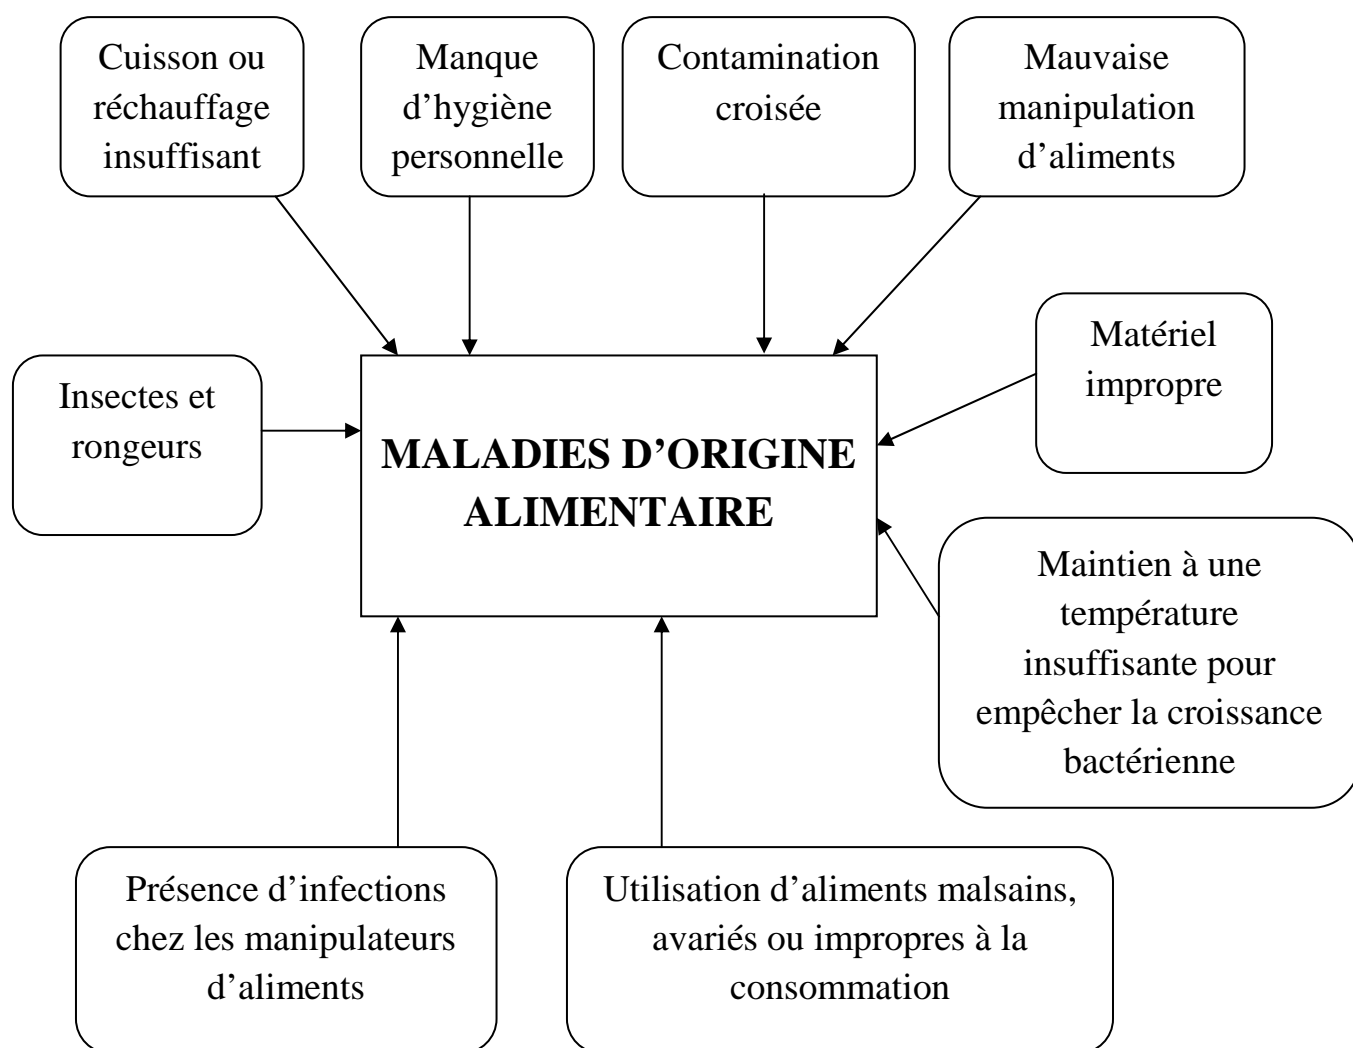 Cuisson ou
réchauffage
insuffisant
Manque
d’hygiène
personnelle
Contamination
croisée
Mauvaise
manipulation
d’aliments
Insectes et
rongeurs
MALADIES D’ORIGINE
ALIMENTAIRE
Matériel
impropre
Maintien à une
température
insuffisante pour
empêcher la croissance
bactérienne
Présence d’infections
chez les manipulateurs
d’aliments
Utilisation d’aliments malsains,
avariés ou impropres à la
consommation